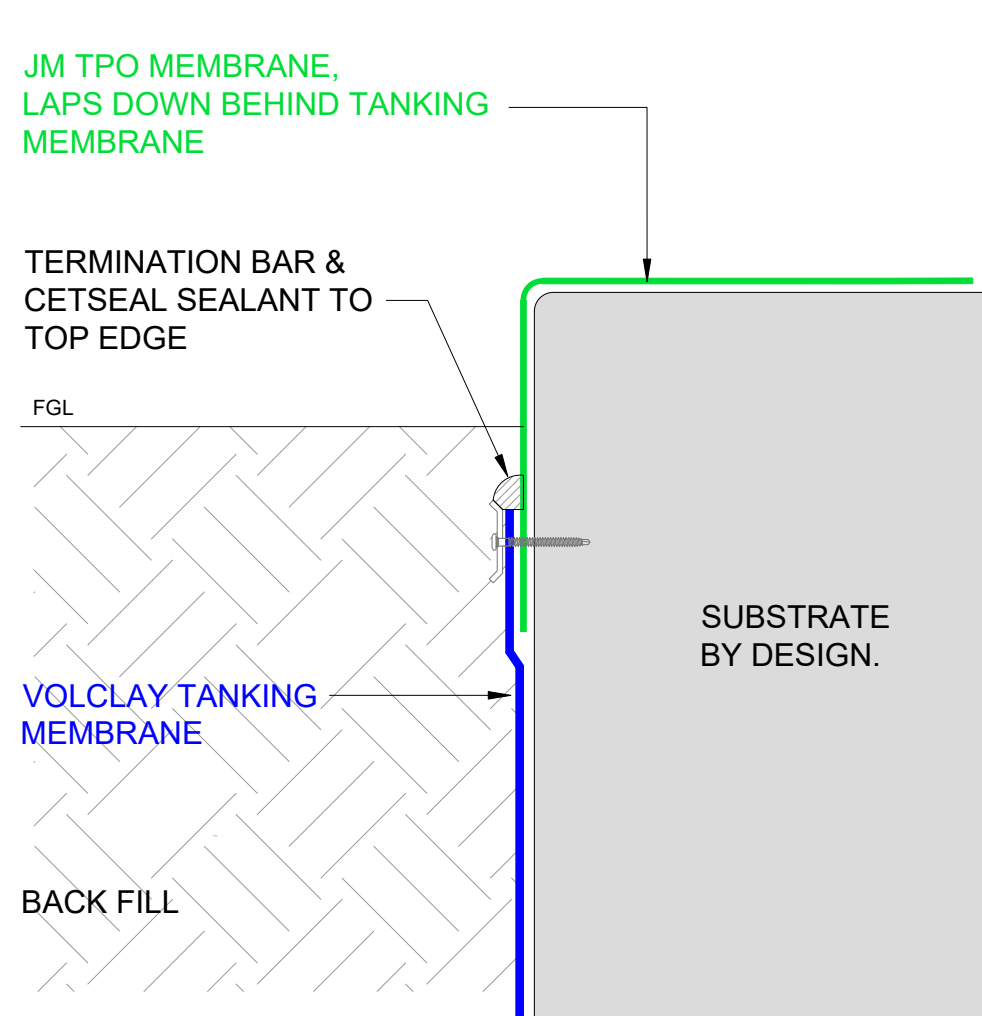 JM TPO MEMBRANE,
LAPS DOWN BEHIND TANKING
MEMBRANE
TERMINATION BAR &
CETSEAL SEALANT TO
TOP EDGE
FGL
SUBSTRATE
BY DESIGN.
VOLCLAY TANKING
MEMBRANE
BACK FILL